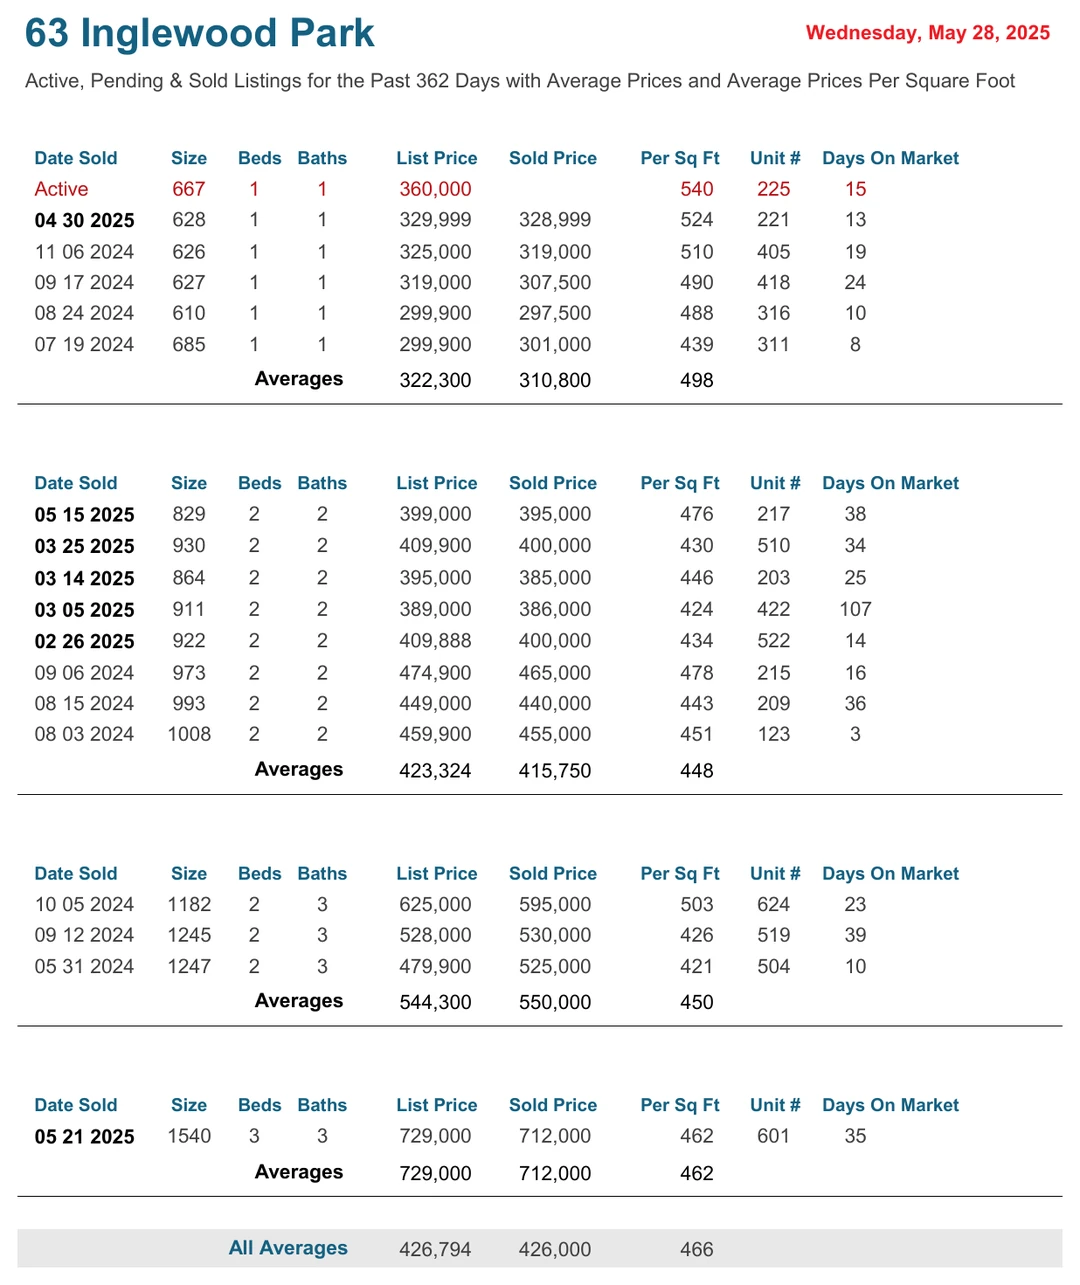 63 Inglewood Park
Wednesday, May 28, 2025
Active, Pending & Sold Listings for the Past 362 Days with Average Prices and Average Prices Per Square Foot
Date Sold Size Beds Baths List Price Sold Price Per Sq Ft Unit # Days On Market
Active 667 1 1 360,000 540 225 15
04 30 2025 628 1 1 329,999 328,999 524 221 13
11 06 2024 626 1 1 325,000 319,000 510 405 19
09 17 2024 627 1 1 319,000 307,500 490 418 24
08 24 2024 610 1 1 299,900 297,500 488 316 10
07 19 2024 685 1 1 299,900 301,000 439 311 8
Averages 322,300 310,800 498
Date Sold Size Beds Baths List Price Sold Price Per Sq Ft Unit # Days On Market
05 15 2025 829 2 2 399,000 395,000 476 217 38
03 25 2025 930 2 2 409,900 400,000 430 510 34
03 14 2025 864 2 2 395,000 385,000 446 203 25
03 05 2025 911 2 2 389,000 386,000 424 422 107
02 26 2025 922 2 2 409,888 400,000 434 522 14
09 06 2024 973 2 2 474,900 465,000 478 215 16
08 15 2024 993 2 2 449,000 440,000 443 209 36
08 03 2024 1008 2 2 459,900 455,000 451 123 3
Averages 423,324 415,750 448
Date Sold Size Beds Baths List Price Sold Price Per Sq Ft Unit # Days On Market
10 05 2024 1182 2 3 625,000 595,000 503 624 23
09 12 2024 1245 2 3 528,000 530,000 426 519 39
05 31 2024 1247 2 3 479,900 525,000 421 504 10
Averages 544,300 550,000 450
Date Sold Size Beds Baths List Price Sold Price Per Sq Ft Unit # Days On Market
05 21 2025 1540 3 3 729,000 712,000 462 601 35
Averages 729,000 712,000 462
All Averages 426,794 426,000 466